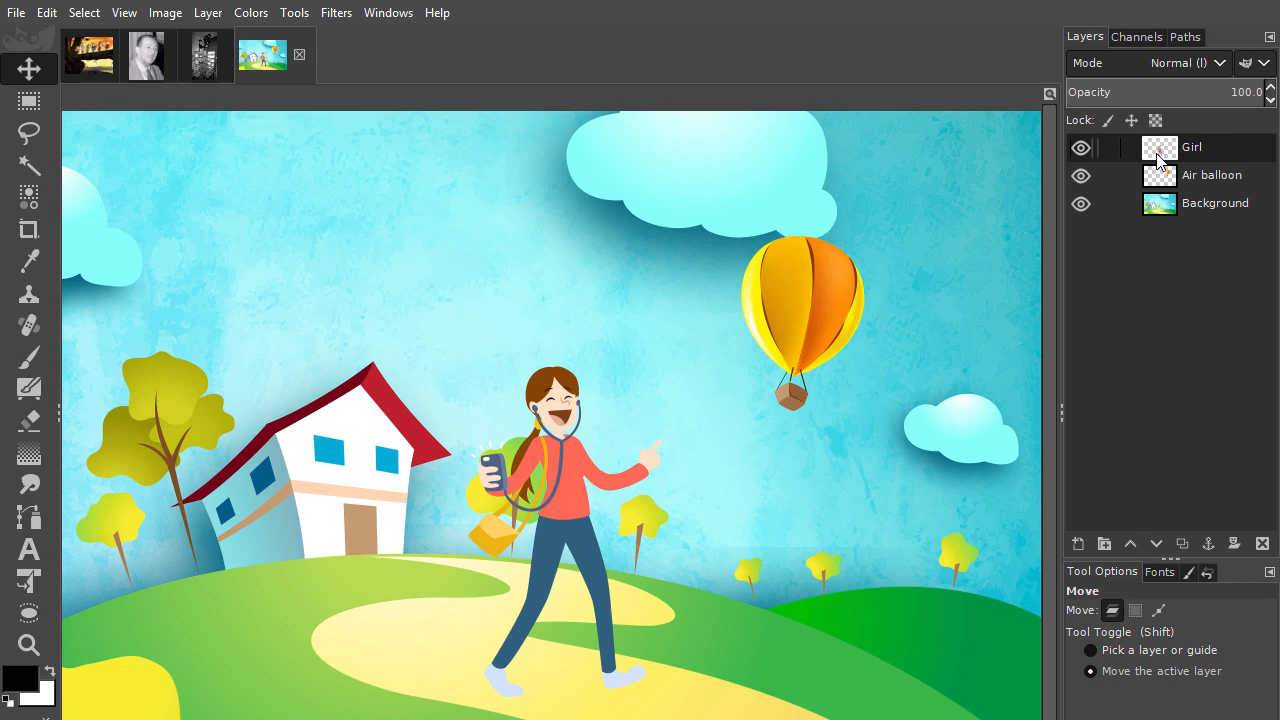 File Edit Select View Image Layer Colors Tools Filters Windows Help
Layers Channels Paths
Mode Normal (l)
Opacity 100.0
Lock:
Girl
Air balloon
Background
Tool Options Fonts
Move
Move:
Tool Toggle (Shift)
Pick a layer or guide
Move the active layer